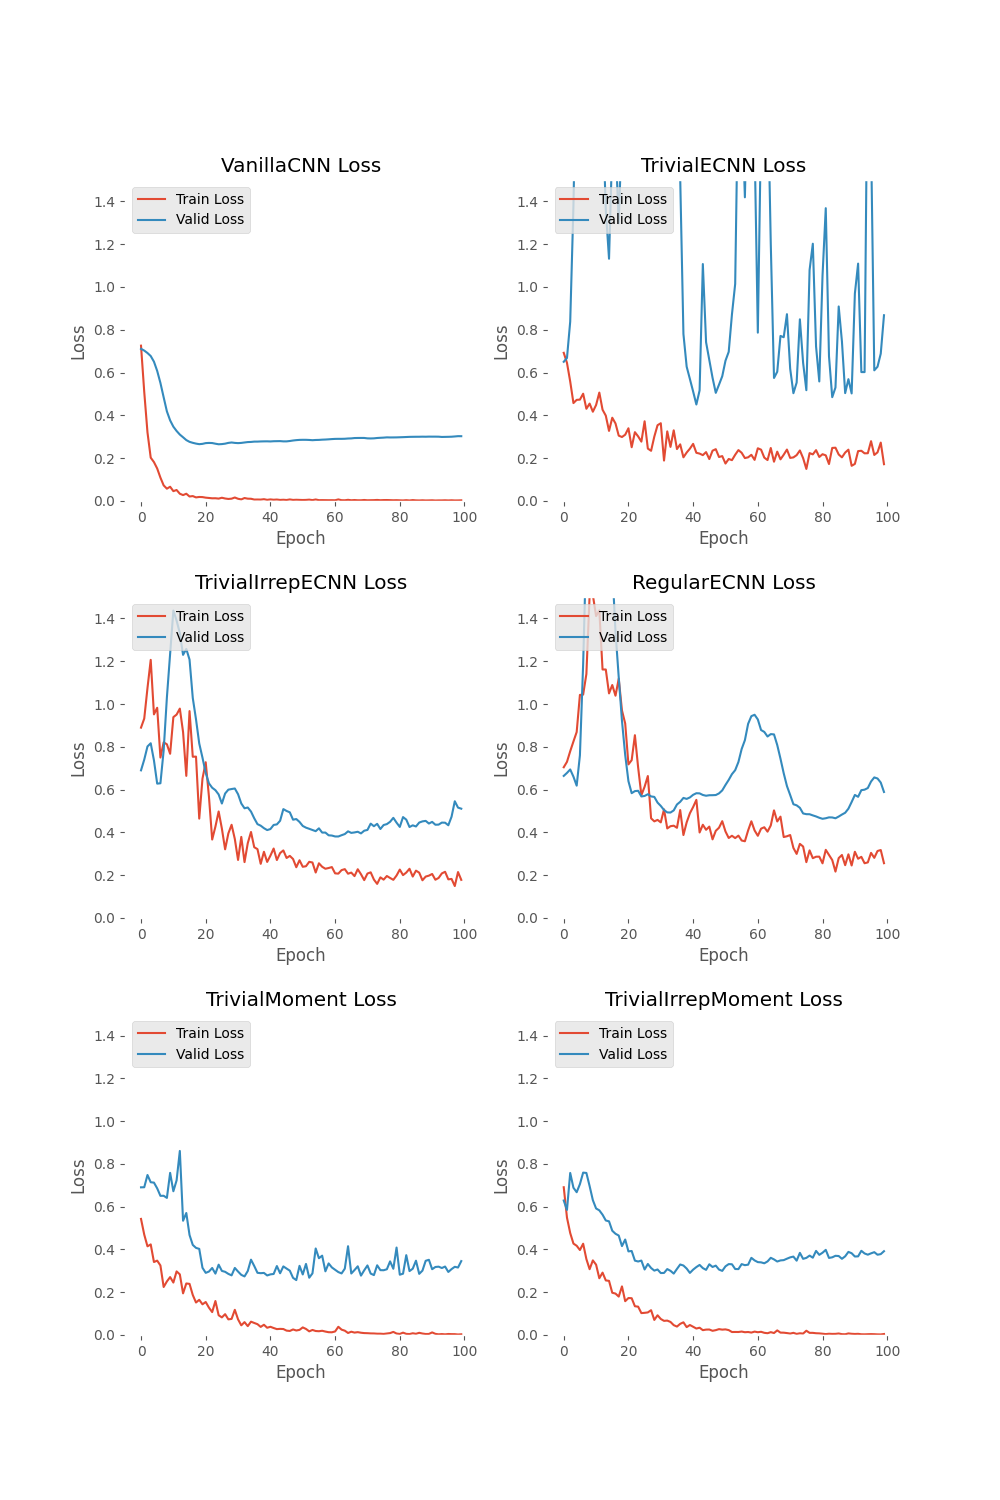 VanillaCNN Loss
Train Loss
Valid Loss
1.4
1.2
1.0
0.8
0.6
0.4
0.2
0.0
Loss
0 20 40 60 80 100
Epoch
TrivialECNN Loss
Train Loss
Valid Loss
1.4
1.2
1.0
0.8
0.6
0.4
0.2
0.0
Loss
0 20 40 60 80 100
Epoch
TrivialIrrepECNN Loss
Train Loss
Valid Loss
1.4
1.2
1.0
0.8
0.6
0.4
0.2
0.0
Loss
0 20 40 60 80 100
Epoch
RegularECNN Loss
Train Loss
Valid Loss
1.4
1.2
1.0
0.8
0.6
0.4
0.2
0.0
Loss
0 20 40 60 80 100
Epoch
TrivialMoment Loss
Train Loss
Valid Loss
1.4
1.2
1.0
0.8
0.6
0.4
0.2
0.0
Loss
0 20 40 60 80 100
Epoch
TrivialIrrepMoment Loss
Train Loss
Valid Loss
1.4
1.2
1.0
0.8
0.6
0.4
0.2
0.0
Loss
0 20 40 60 80 100
Epoch